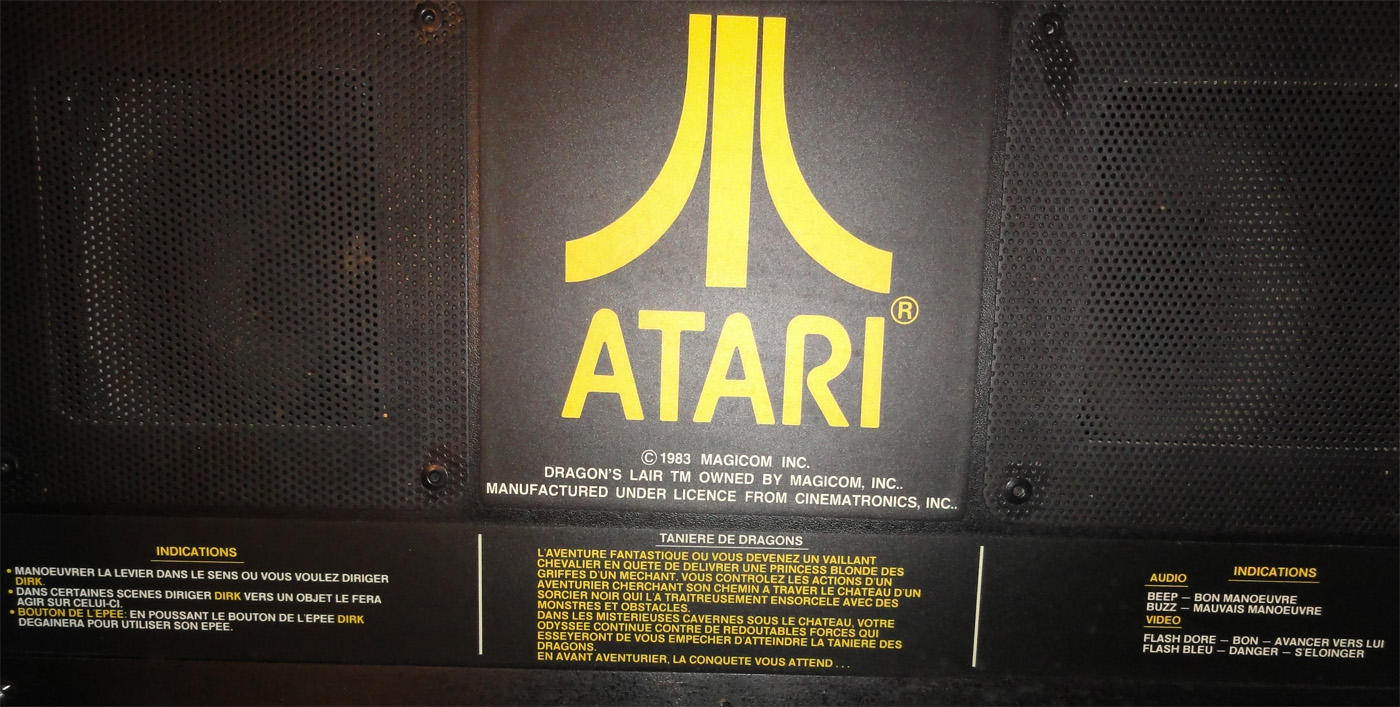 ATARI®
© 1983 MAGICOM INC.
DRAGON'S LAIR TM OWNED BY MAGICOM, INC..
MANUFACTURED UNDER LICENCE FROM CINEMATRONICS, INC..
INDICATIONS
• MANOEUVRER LA LEVIER DANS LE SENS OU VOUS VOULEZ DIRIGER
DIRK.
• DANS CERTAINES SCENES DIRIGER DIRK VERS UN OBJET LE FERA
AGIR SUR CELUI-CI.
• BOUTON DE L'EPEE: EN POUSSANT LE BOUTON DE L'EPEE DIRK
DEGAINERA POUR UTILISER SON EPEE.
TANIERE DE DRAGONS
L'AVENTURE FANTASTIQUE OU VOUS DEVENEZ UN VAILLANT
CHEVALIER EN QUETE DE DELIVRER UNE PRINCESS BLONDE DES
GRIFFES D'UN MECHANT. VOUS CONTROLEZ LES ACTIONS D'UN
AVENTURIER CHERCHANT SON CHEMIN A TRAVER LE CHATEAU D'UN
SORCIER NOIR QUI L'A TRAITREUSEMENT ENSORCELE AVEC DES
MONSTRES ET OBSTACLES.
DANS LES MISTERIEUSES CAVERNES SOUS LE CHATEAU, VOTRE
ODYSSEE CONTINUE CONTRE DE REDOUTABLES FORCES QUI
ESSEYERONT DE VOUS EMPECHER D'ATTEINDRE LA TANIERE DES
DRAGONS.
EN AVANT AVENTURIER, LA CONQUETE VOUS ATTEND . . .
INDICATIONS
AUDIO
BEEP — BON MANOEUVRE
BUZZ — MAUVAIS MANOEUVRE
VIDEO
FLASH DORE — BON — AVANCER VERS LUI
FLASH BLEU — DANGER — S'ELOINGER